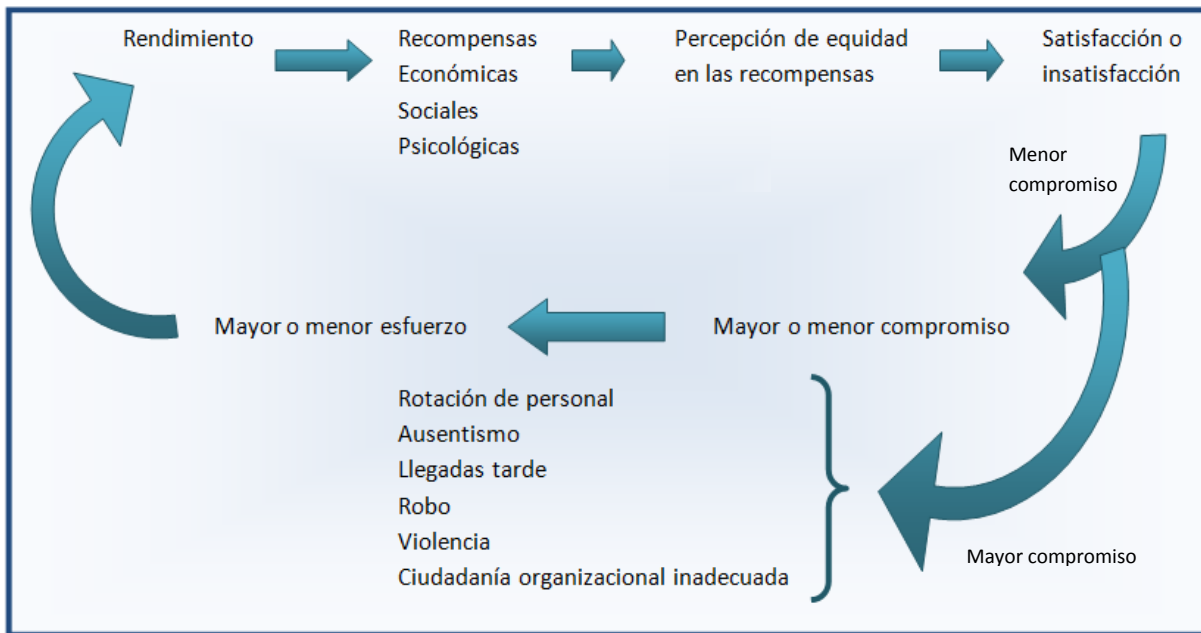 Rendimiento
Recompensas
Económicas
Sociales
Psicológicas
Percepción de equidad
en las recompensas
Satisfacción o
insatisfacción
Menor
compromiso
Mayor o menor esfuerzo
Mayor o menor compromiso
Rotación de personal
Ausentismo
Llegadas tarde
Robo
Violencia
Ciudadanía organizacional inadecuada
Mayor compromiso